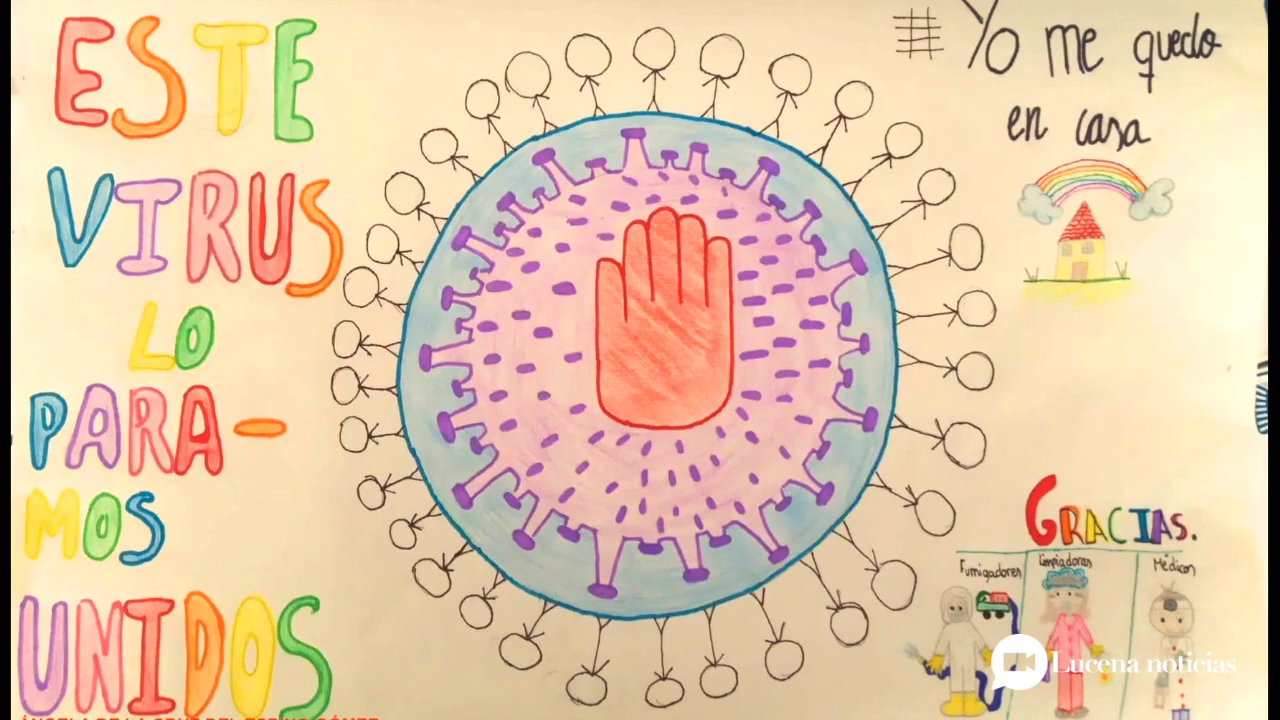 ESTE
VIRUS
LO
PARA-
MOS
UNIDOS
# Yo me quedo
en casa
GRACIAS.
Fumigadores
Limpiadoras
Médicos
Lucena noticias